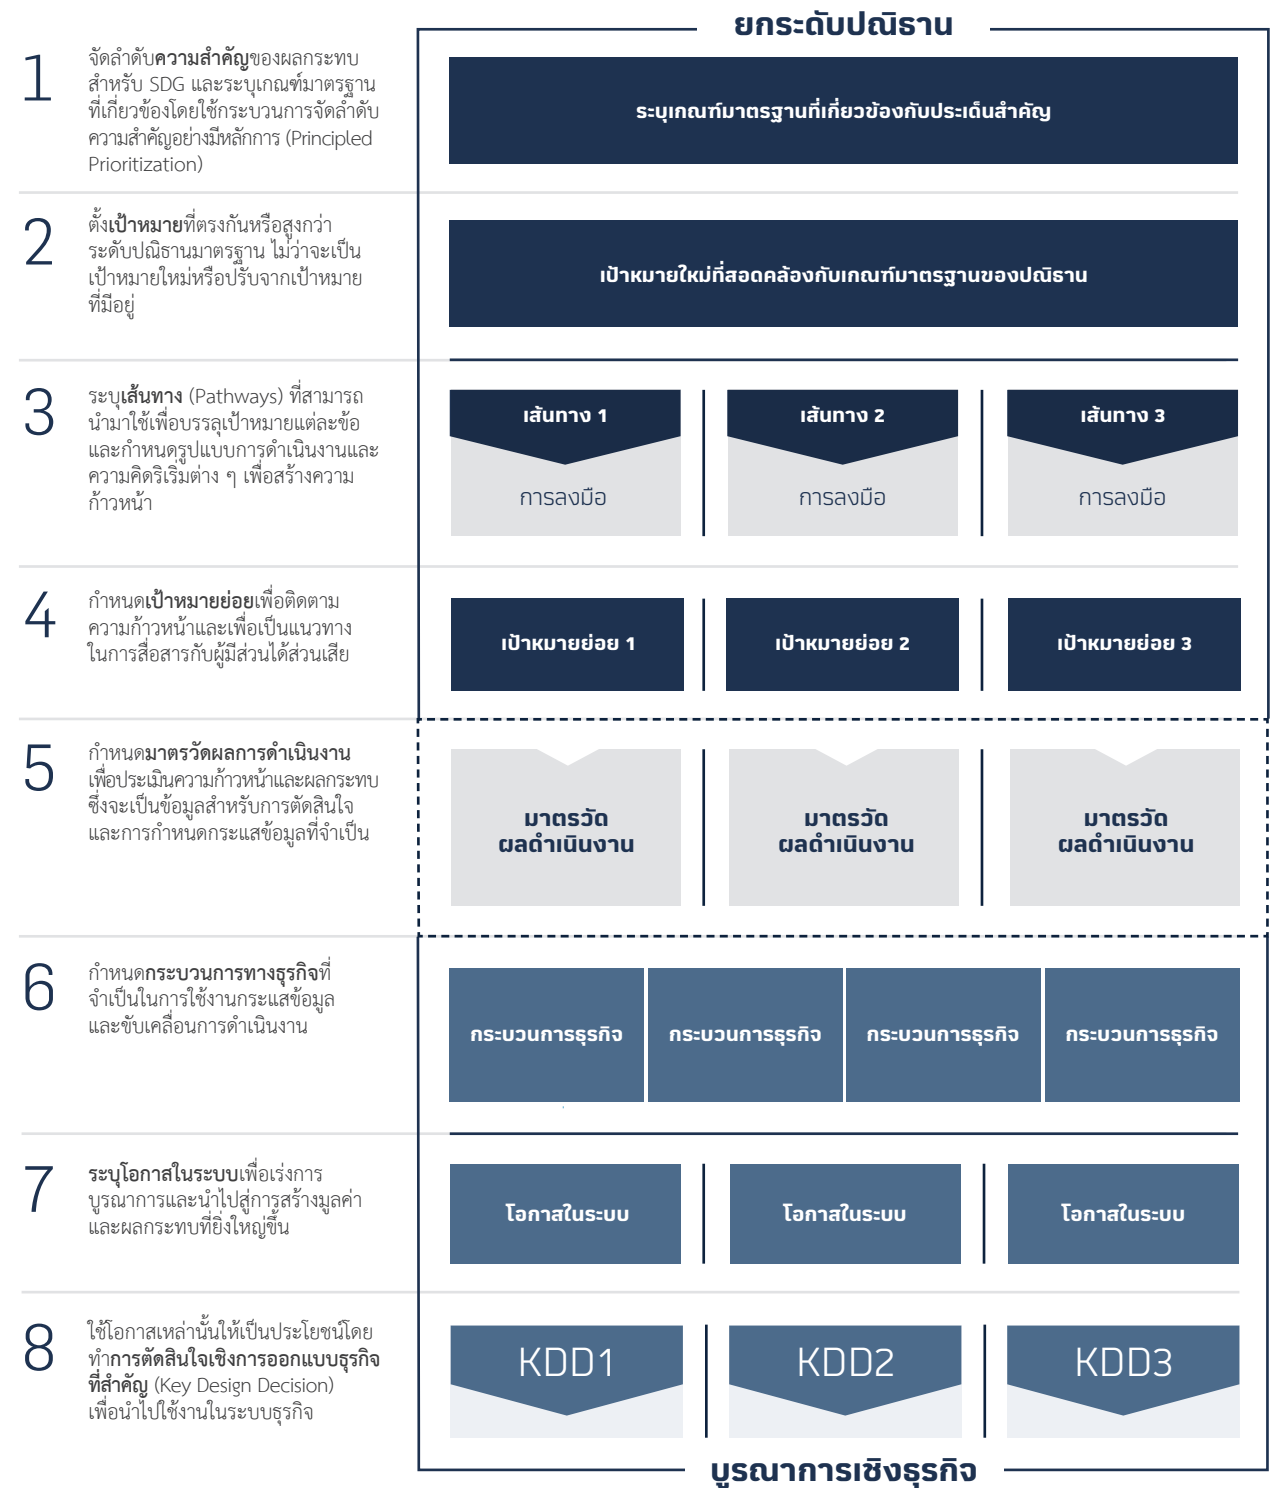 ยกระดับปณิธาน
1
จัดลำดับความสำคัญของผลกระทบ
สำหรับ SDG และระบุเกณฑ์มาตรฐาน
ที่เกี่ยวข้องโดยใช้กระบวนการจัดลำดับ
ความสำคัญอย่างมีหลักการ (Principled
Prioritization)
ระบุเกณฑ์มาตรฐานที่เกี่ยวข้องกับประเด็นสำคัญ
2
ตั้งเป้าหมายที่ตรงกันหรือสูงกว่า
ระดับปณิธานมาตรฐาน ไม่ว่าจะเป็น
เป้าหมายใหม่หรือปรับจากเป้าหมาย
ที่มีอยู่
เป้าหมายใหม่ที่สอดคล้องกับเกณฑ์มาตรฐานของปณิธาน
3
ระบุเส้นทาง (Pathways) ที่สามารถ
นำมาใช้เพื่อบรรลุเป้าหมายแต่ละข้อ
และกำหนดรูปแบบการดำเนินงานและ
ความคิดริเริ่มต่าง ๆ เพื่อสร้างความ
ก้าวหน้า
เส้นทาง 1
เส้นทาง 2
เส้นทาง 3
การลงมือ
การลงมือ
การลงมือ
4
กำหนดเป้าหมายย่อยเพื่อติดตาม
ความก้าวหน้าและเพื่อเป็นแนวทาง
ในการสื่อสารกับผู้มีส่วนได้ส่วนเสีย
เป้าหมายย่อย 1
เป้าหมายย่อย 2
เป้าหมายย่อย 3
5
กำหนดมาตรวัดผลการดำเนินงาน
เพื่อประเมินความก้าวหน้าและผลกระทบ
ซึ่งจะเป็นข้อมูลสำหรับการตัดสินใจ
และการกำหนดกระแสข้อมูลที่จำเป็น
มาตรวัด
ผลดำเนินงาน
มาตรวัด
ผลดำเนินงาน
มาตรวัด
ผลดำเนินงาน
6
กำหนดกระบวนการทางธุรกิจที่
จำเป็นในการใช้งานกระแสข้อมูล
และขับเคลื่อนการดำเนินงาน
กระบวนการธุรกิจ
กระบวนการธุรกิจ
กระบวนการธุรกิจ
กระบวนการธุรกิจ
7
ระบุโอกาสในระบบเพื่อเร่งการ
บูรณาการและนำไปสู่การสร้างมูลค่า
และผลกระทบที่ยิ่งใหญ่ขึ้น
โอกาสในระบบ
โอกาสในระบบ
โอกาสในระบบ
8
ใช้โอกาสเหล่านั้นให้เป็นประโยชน์โดย
ทำการตัดสินใจเชิงการออกแบบธุรกิจ
ที่สำคัญ (Key Design Decision)
เพื่อนำไปใช้งานในระบบธุรกิจ
KDD1
KDD2
KDD3
บูรณาการเชิงธุรกิจ